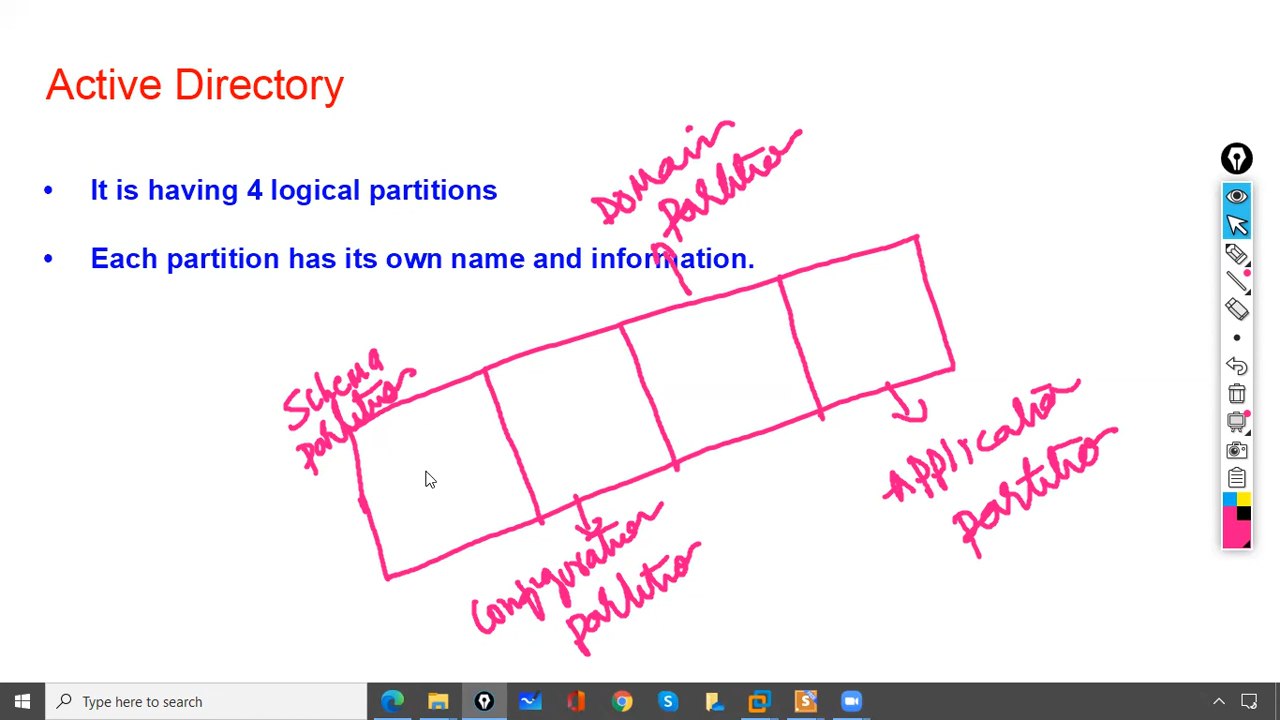 Active Directory
• It is having 4 logical partitions
• Each partition has its own name and information.
Domain
partition
Schema
partition
Configuration
partition
Application
partition
Type here to search